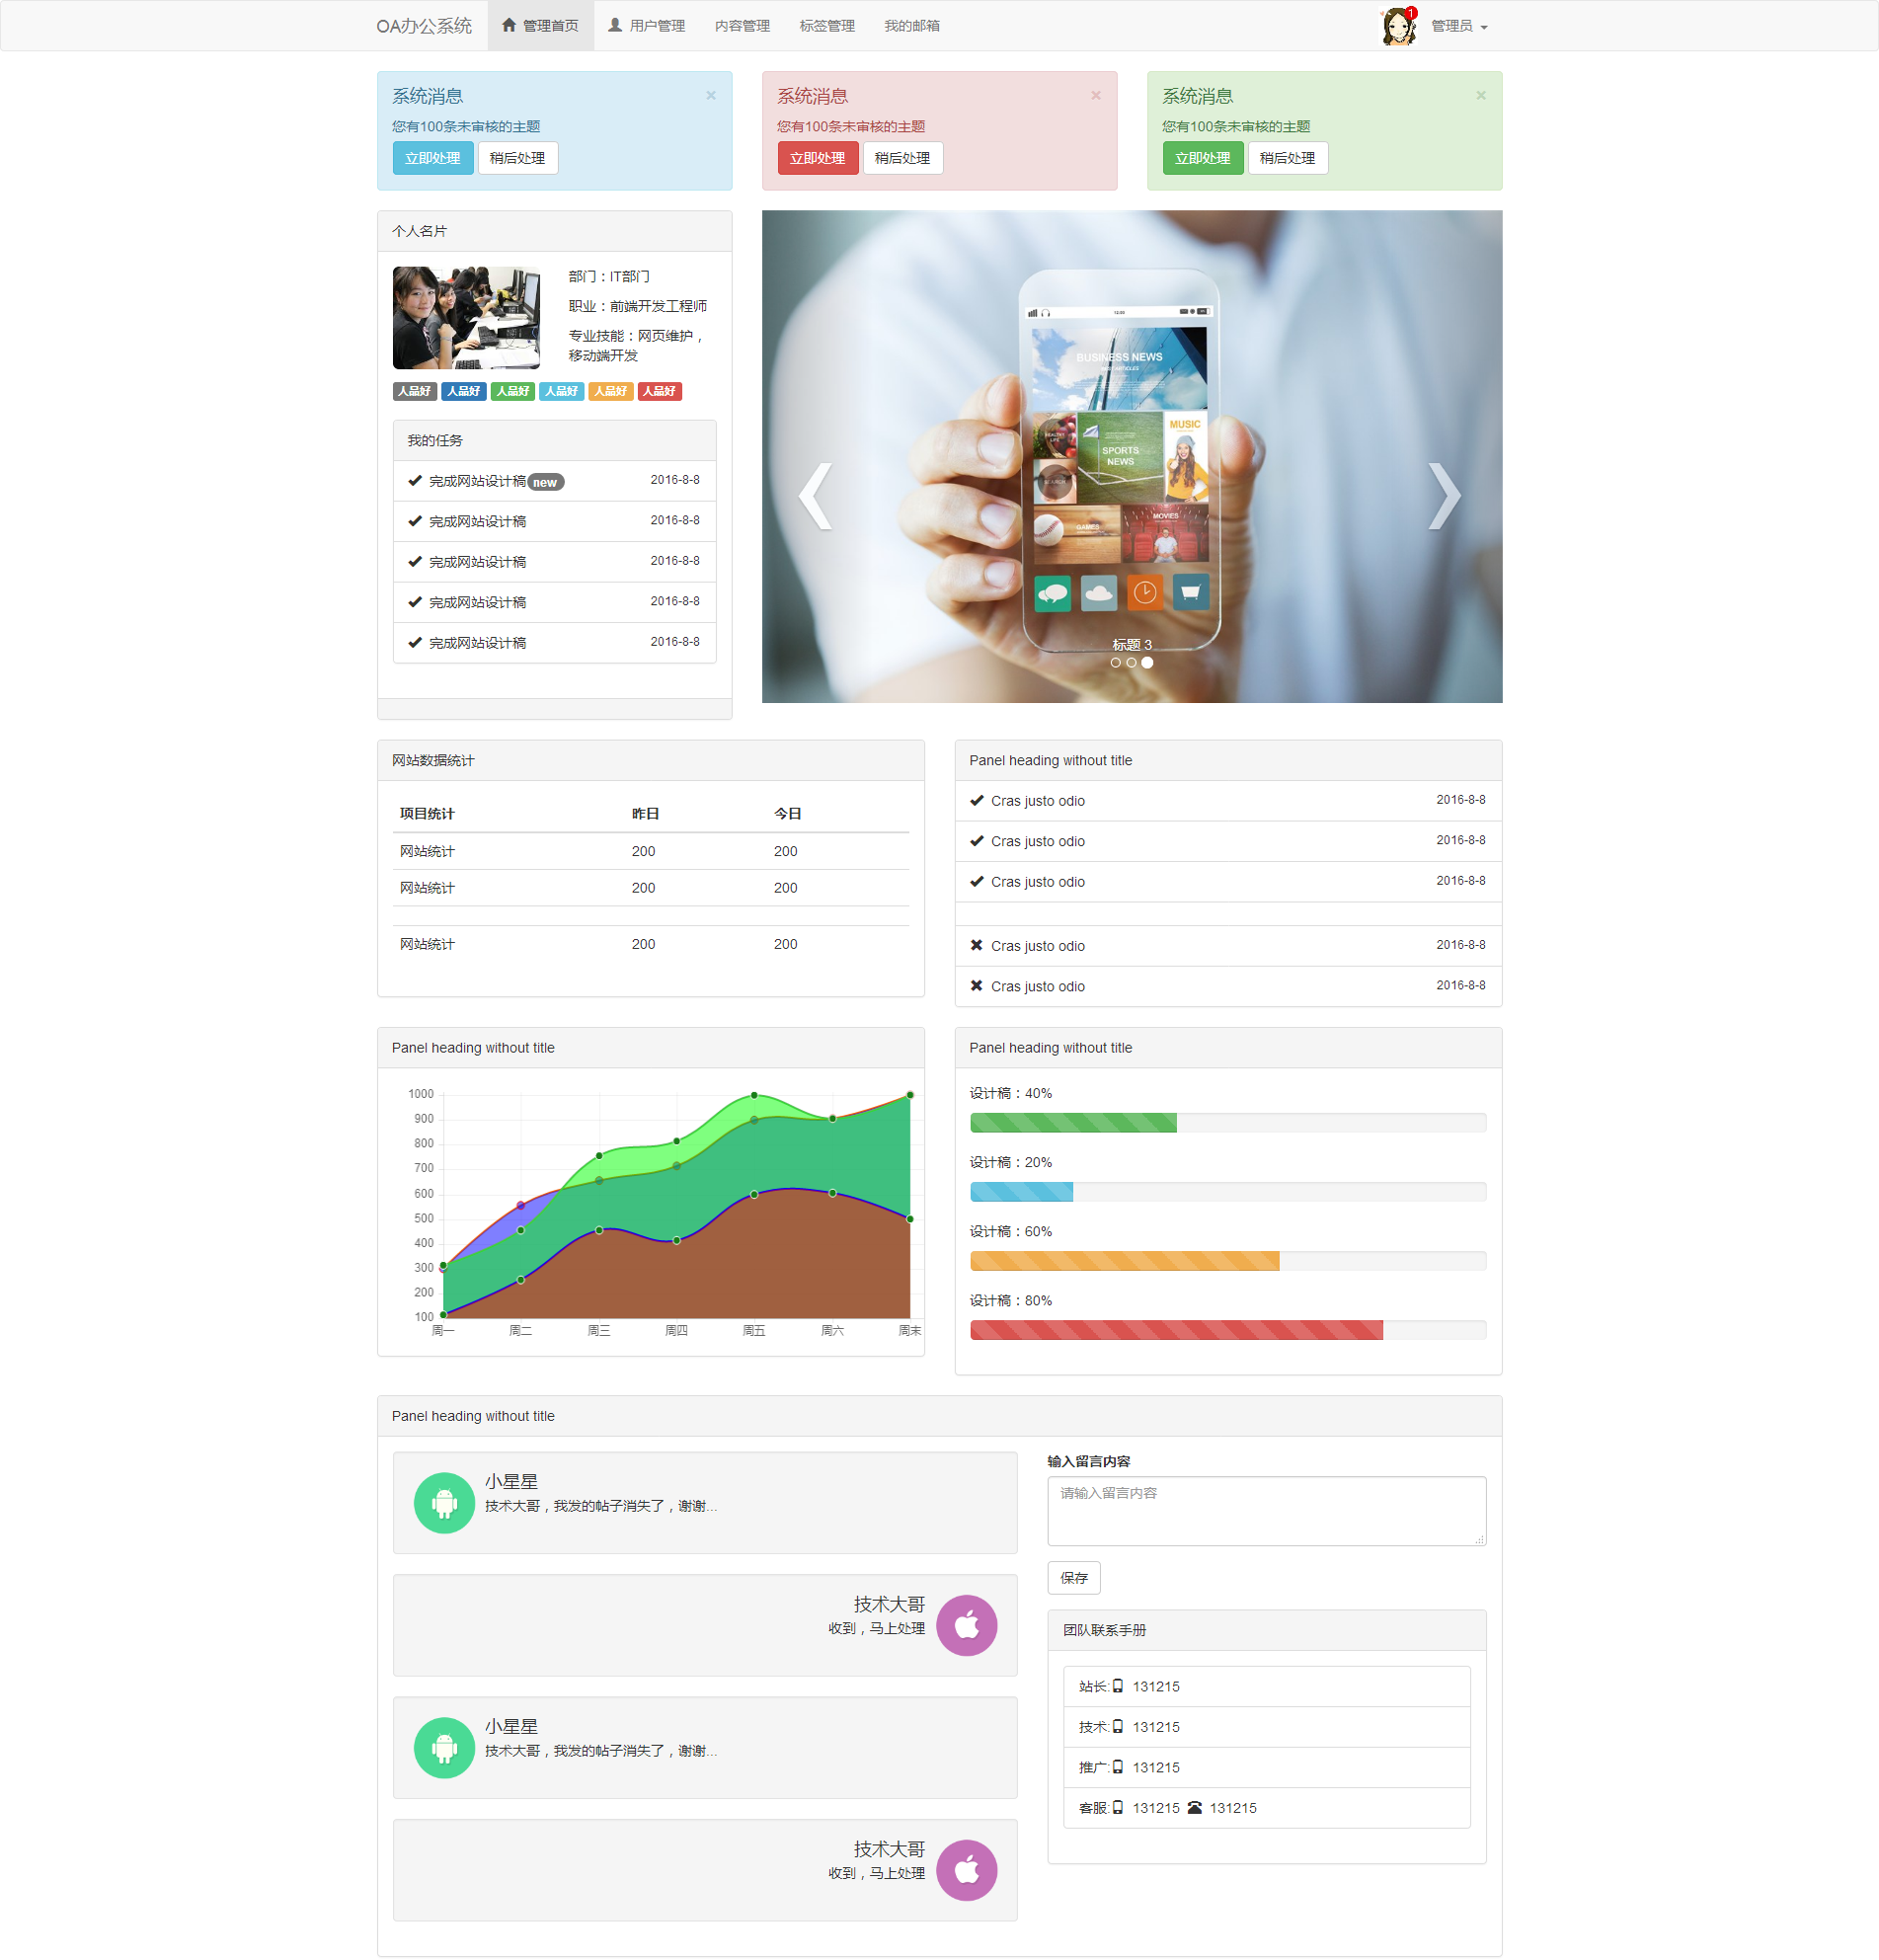 OA办公系统 管理首页 用户管理 内容管理 标签管理 我的邮箱 1 管理员
系统消息 ×
您有100条未审核的主题
立即处理 稍后处理
系统消息 ×
您有100条未审核的主题
立即处理 稍后处理
系统消息 ×
您有100条未审核的主题
立即处理 稍后处理
个人名片
部门：IT部门
职业：前端开发工程师
专业技能：网页维护，
移动端开发
人品好 人品好 人品好 人品好 人品好 人品好
我的任务
完成网站设计稿 new 2016-8-8
完成网站设计稿 2016-8-8
完成网站设计稿 2016-8-8
完成网站设计稿 2016-8-8
完成网站设计稿 2016-8-8
12:00
BUSINESS NEWS
HEALTHY
LIFE
SPORTS
NEWS
MUSIC
GAMES
MOVIES
标题 3
网站数据统计
项目统计 昨日 今日
网站统计 200 200
网站统计 200 200
网站统计 200 200
Panel heading without title
Cras justo odio 2016-8-8
Cras justo odio 2016-8-8
Cras justo odio 2016-8-8
Cras justo odio 2016-8-8
Cras justo odio 2016-8-8
Panel heading without title
1000
900
800
700
600
500
400
300
200
100
周一 周二 周三 周四 周五 周六 周末
Panel heading without title
设计稿：40%
设计稿：20%
设计稿：60%
设计稿：80%
Panel heading without title
小星星
技术大哥，我发的帖子消失了，谢谢...
技术大哥
收到，马上处理
小星星
技术大哥，我发的帖子消失了，谢谢...
技术大哥
收到，马上处理
输入留言内容
请输入留言内容
保存
团队联系手册
站长: 131215
技术: 131215
推广: 131215
客服: 131215 131215